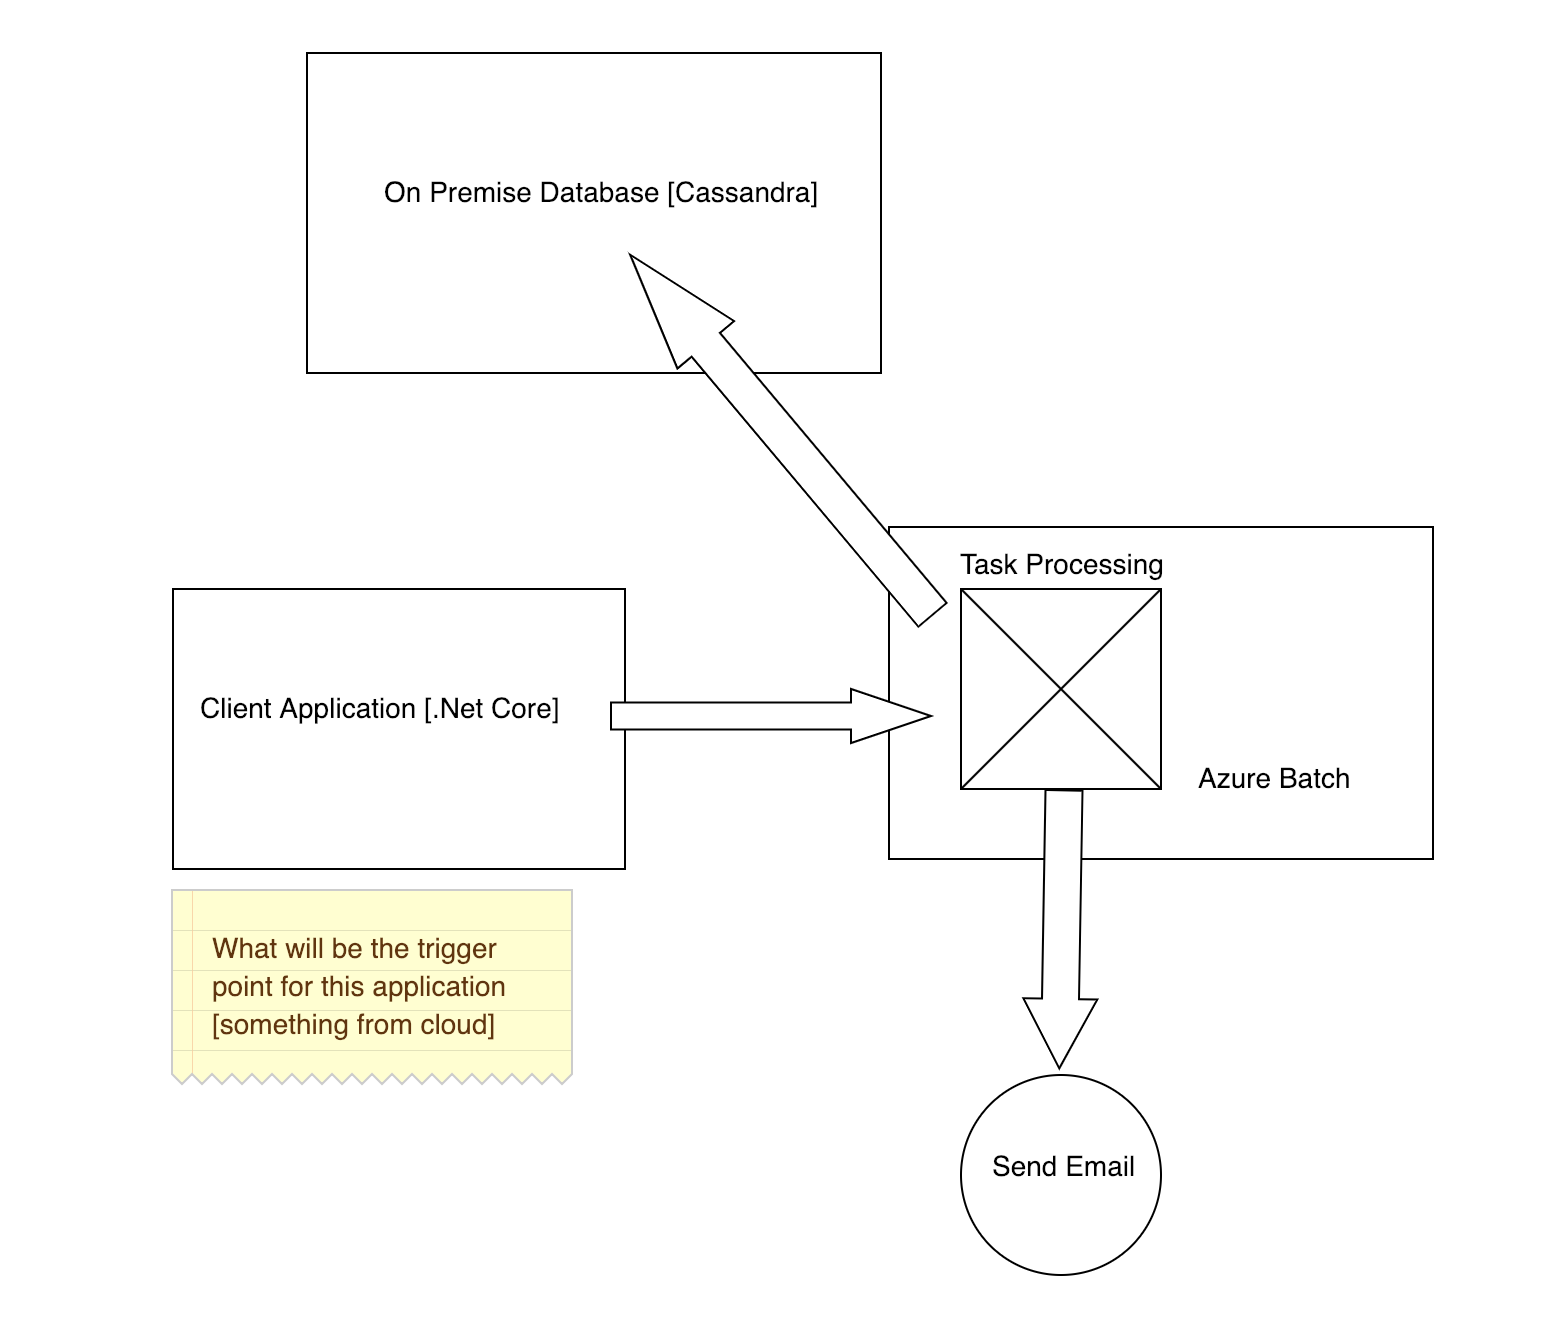 On Premise Database [Cassandra]
Task Processing
Client Application [.Net Core]
Azure Batch
What will be the trigger
point for this application
[something from cloud]
Send Email